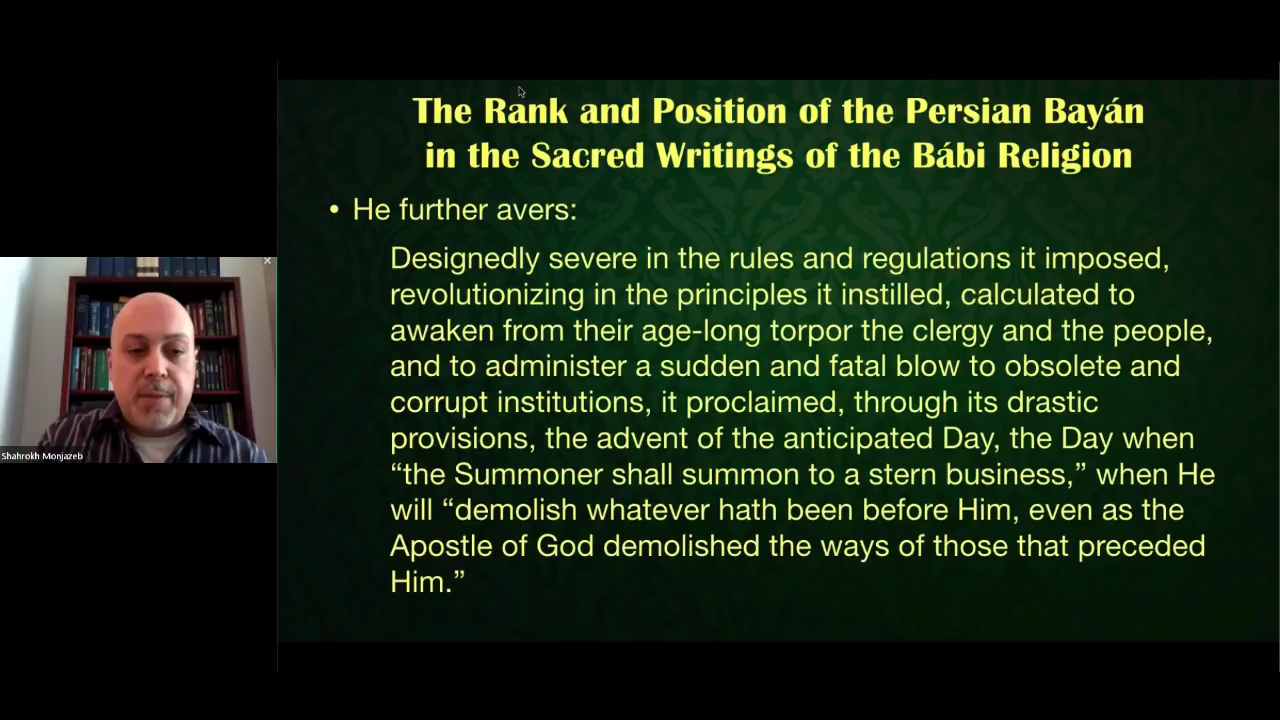 The Rank and Position of the Persian Bayán
in the Sacred Writings of the Bábi Religion
• He further avers:
Designedly severe in the rules and regulations it imposed,
revolutionizing in the principles it instilled, calculated to
awaken from their age-long torpor the clergy and the people,
and to administer a sudden and fatal blow to obsolete and
corrupt institutions, it proclaimed, through its drastic
provisions, the advent of the anticipated Day, the Day when
“the Summoner shall summon to a stern business,” when He
will “demolish whatever hath been before Him, even as the
Apostle of God demolished the ways of those that preceded
Him.”
Shahrokh Monjazeb